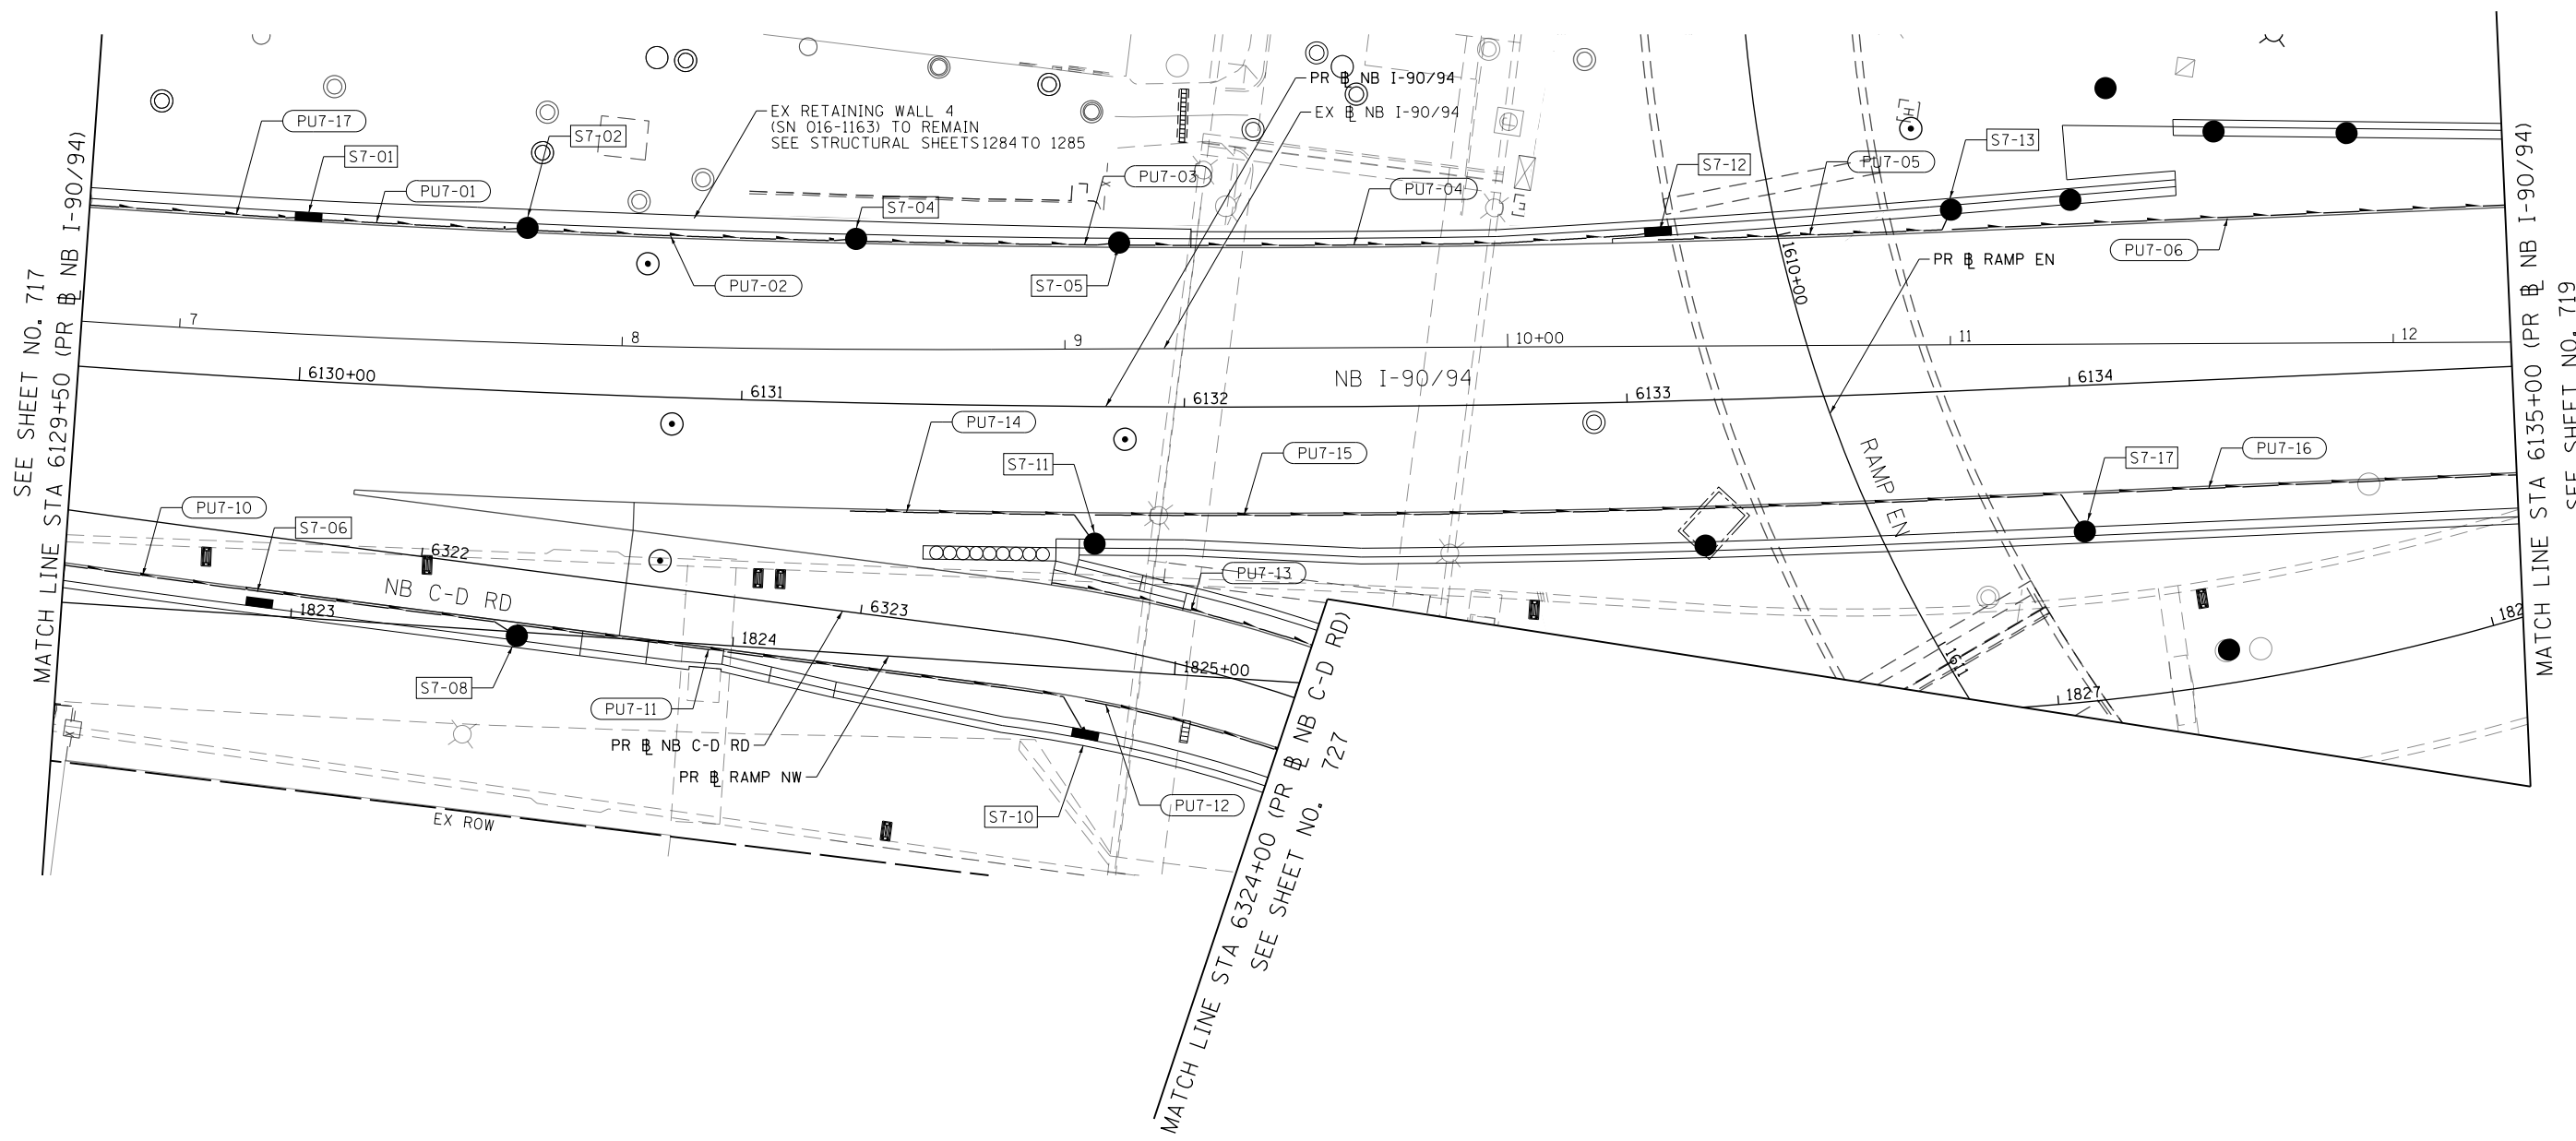 PR ⅊ NB I-90/94
EX ⅊ NB I-90/94
EX RETAINING WALL 4
(SN 016-1163) TO REMAIN
SEE STRUCTURAL SHEETS 1284 TO 1285
PU7-17
S7-01
PU7-01
S7-02
S7-04
PU7-03
PU7-04
S7-12
PU7-05
S7-13
PU7-02
S7-05
PU7-06
PR ⅊ RAMP EN
1610+00
7
8
9
10+00
11
12
6130+00
6131
6132
6133
6134
NB I-90/94
PU7-14
S7-11
PU7-15
RAMP EN
S7-17
PU7-16
PU7-10
S7-06
6322
NB C-D RD
1823
6323
1824
1825+00
PU7-13
S7-08
PU7-11
PR ⅊ NB C-D RD
PR ⅊ RAMP NW
PU7-12
S7-10
EX ROW
1611
1827
182
SEE SHEET NO. 717
MATCH LINE STA 6129+50 (PR ⅊ NB I-90/94)
MATCH LINE STA 6324+00 (PR ⅊ NB C-D RD)
SEE SHEET NO. 727
MATCH LINE STA 6135+00 (PR ⅊ NB I-90/94)
SEE SHEET NO. 719